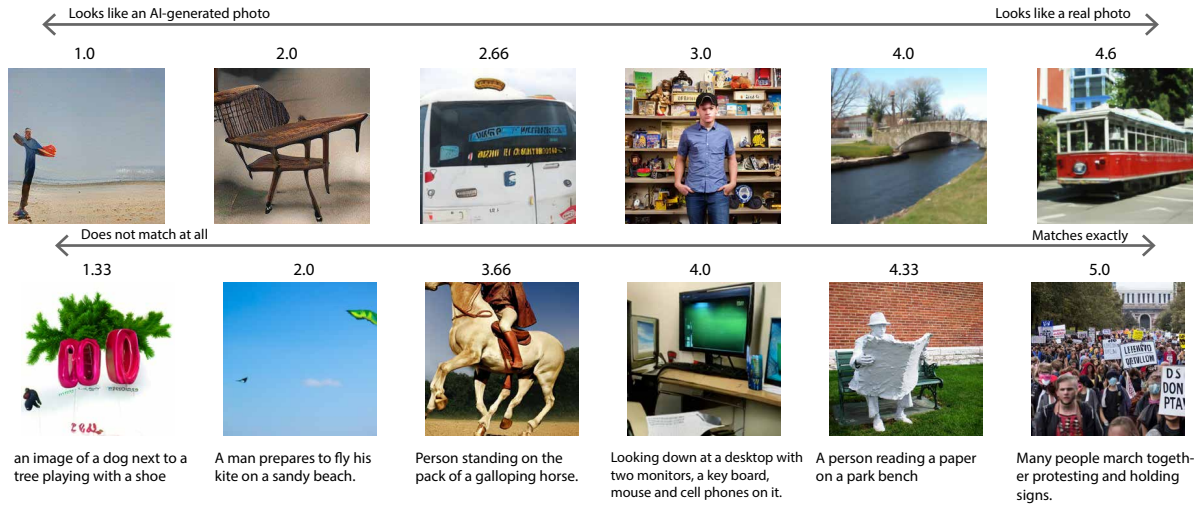 Looks like an AI-generated photo
Looks like a real photo
1.0
2.0
2.66
3.0
4.0
4.6
Does not match at all
Matches exactly
1.33
2.0
3.66
4.0
4.33
5.0
D S
DON
PTA
an image of a dog next to a
tree playing with a shoe
A man prepares to fly his
kite on a sandy beach.
Person standing on the
pack of a galloping horse.
Looking down at a desktop with
two monitors, a key board,
mouse and cell phones on it.
A person reading a paper
on a park bench
Many people march togeth-
er protesting and holding
signs.